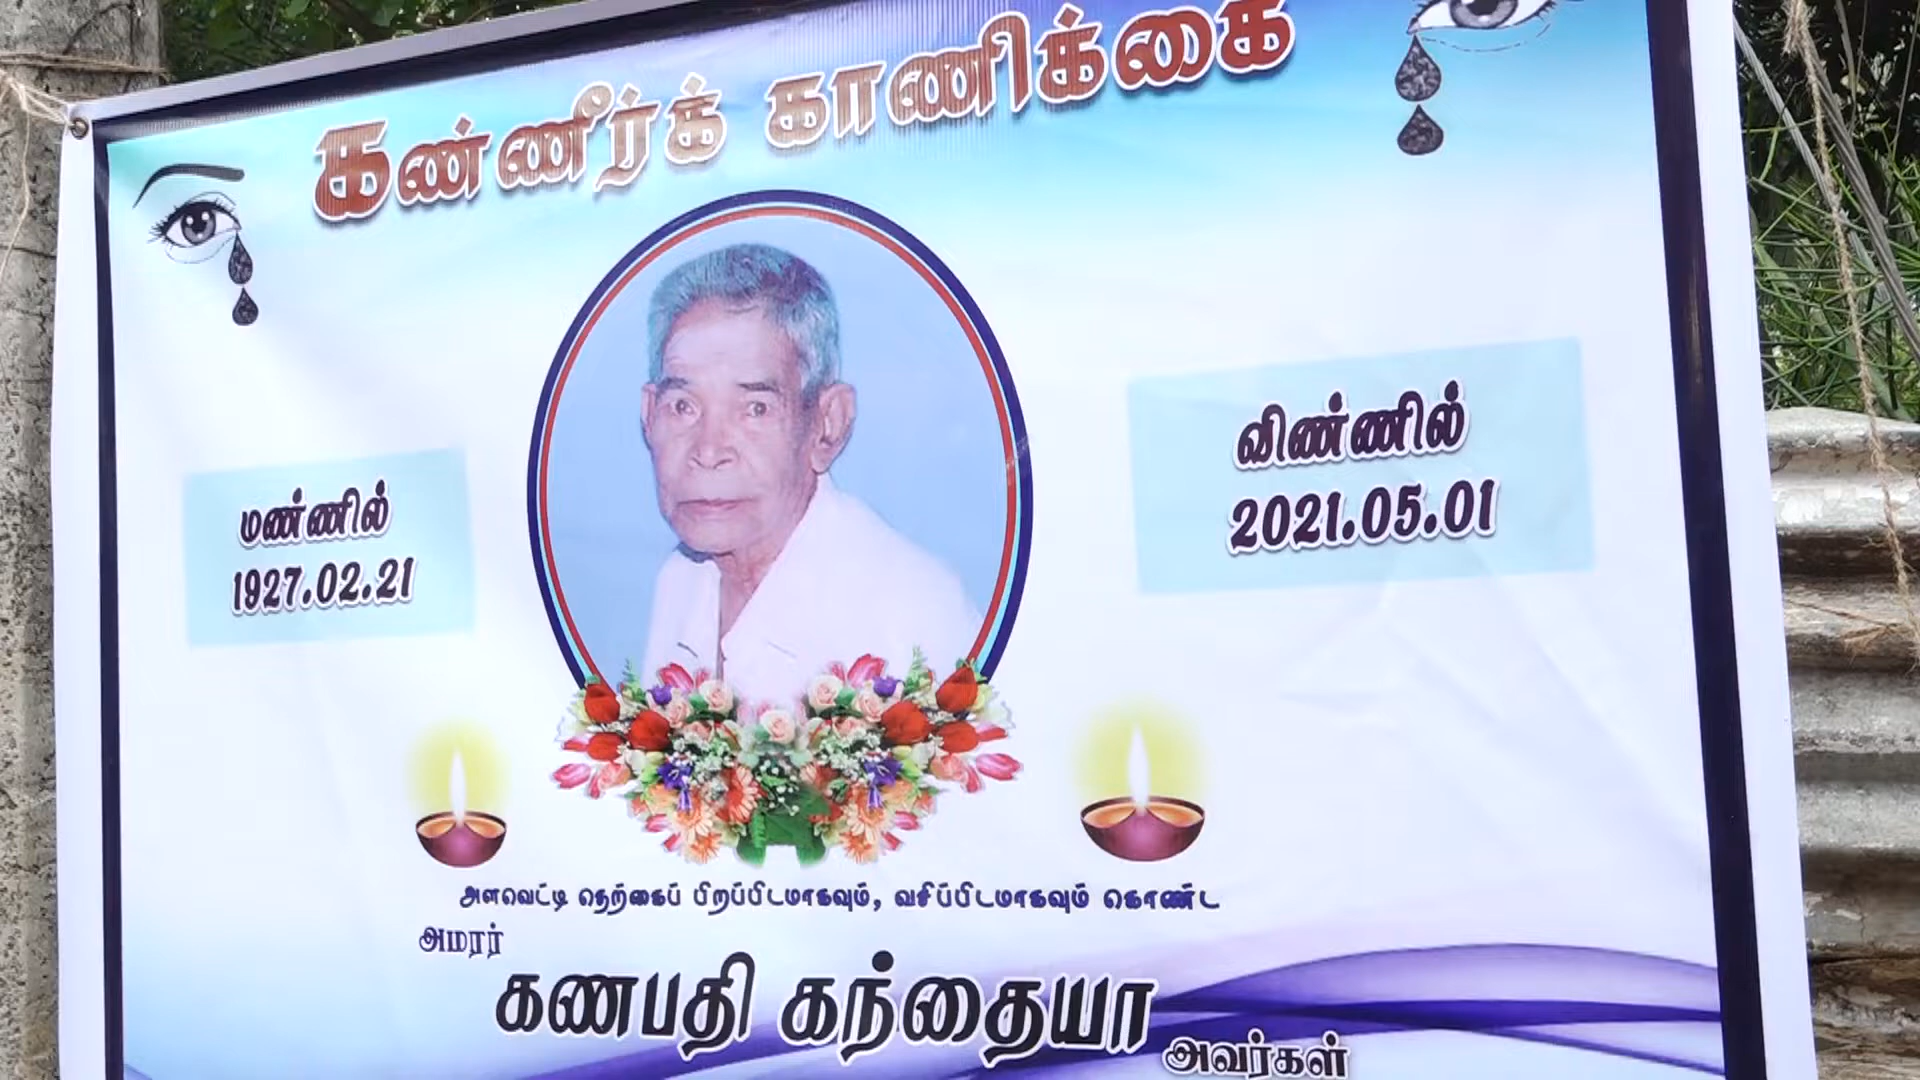 கண்ணீர்க் காணிக்கை
மண்ணில்
1927.02.21
விண்ணில்
2021.05.01
அளவெட்டி தெற்கைப் பிறப்பிடமாகவும், வசிப்பிடமாகவும் கொண்ட
அமரர்
கணபதி கந்தையா
அவர்கள்